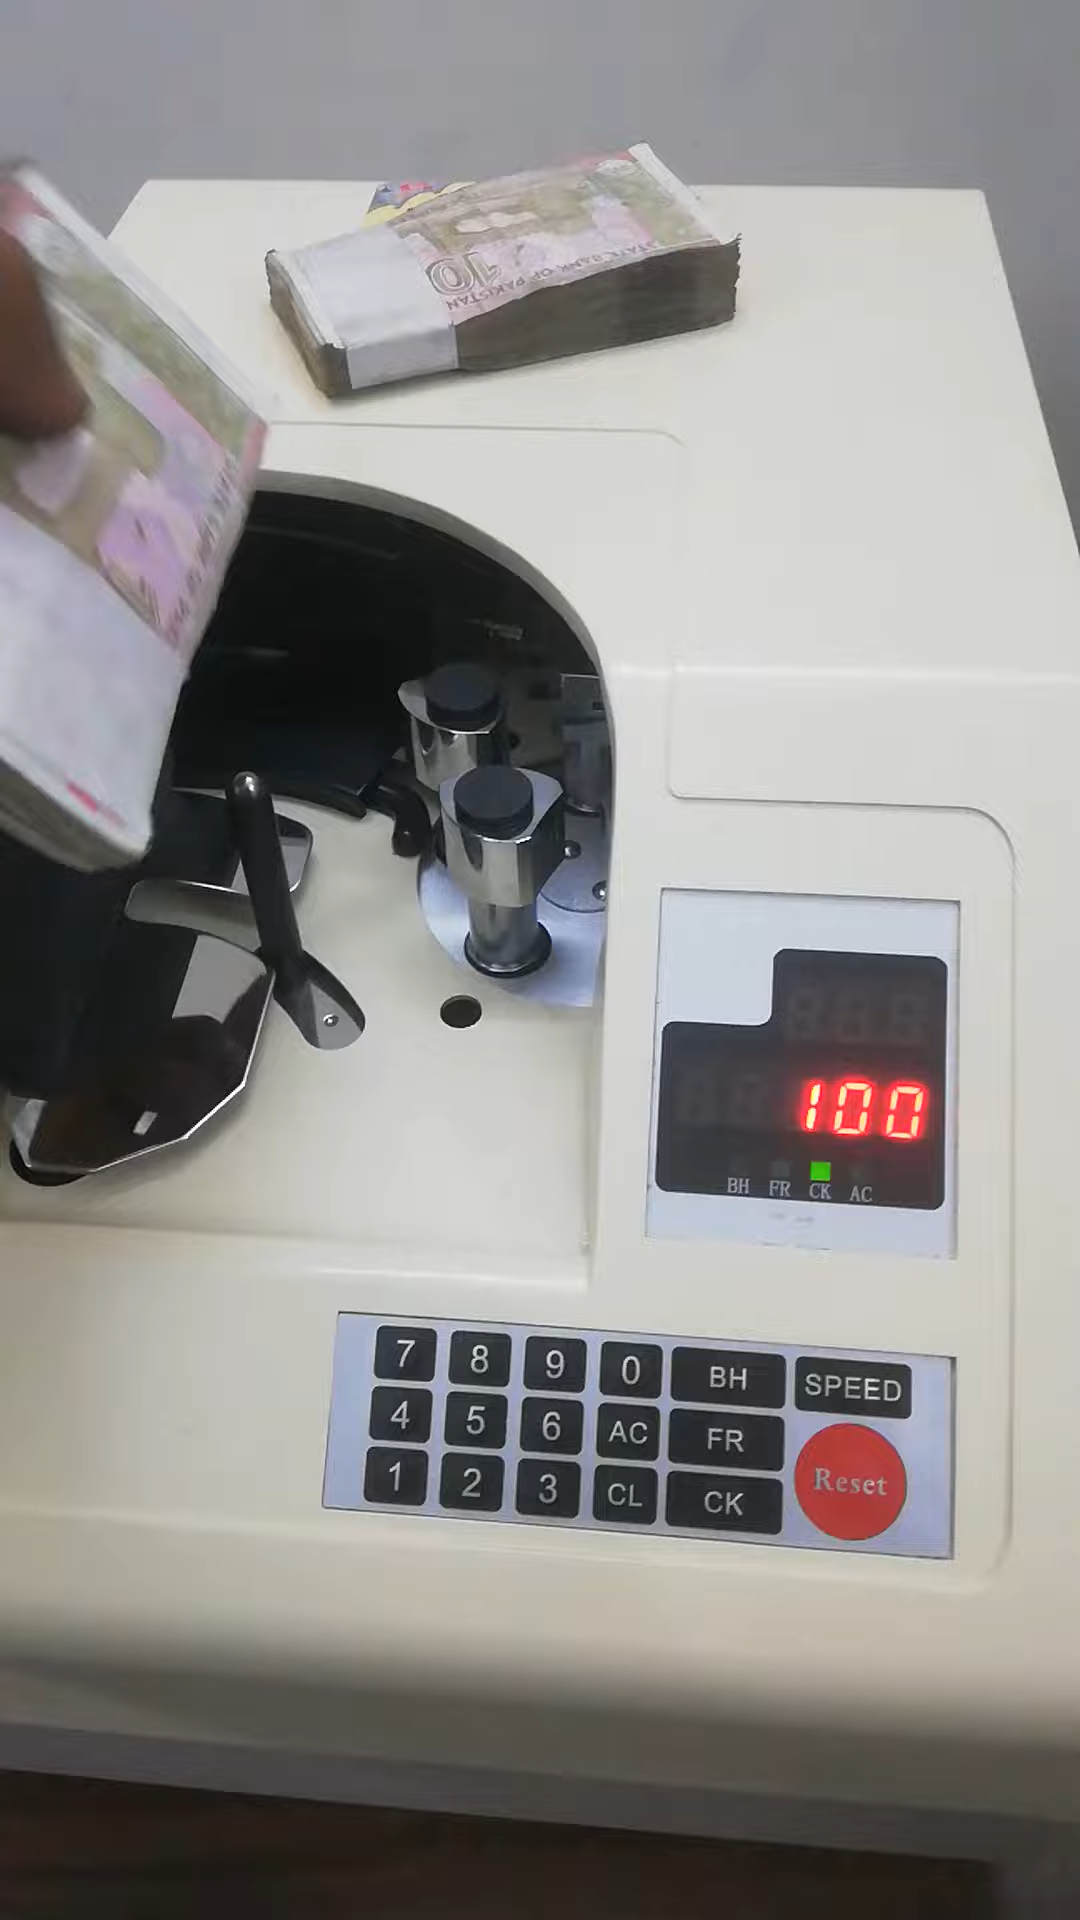 10
STATE BANK OF PAKISTAN
100
BH FR CK AC
7 8 9 0 BH SPEED
4 5 6 AC FR
1 2 3 CL CK
Reset